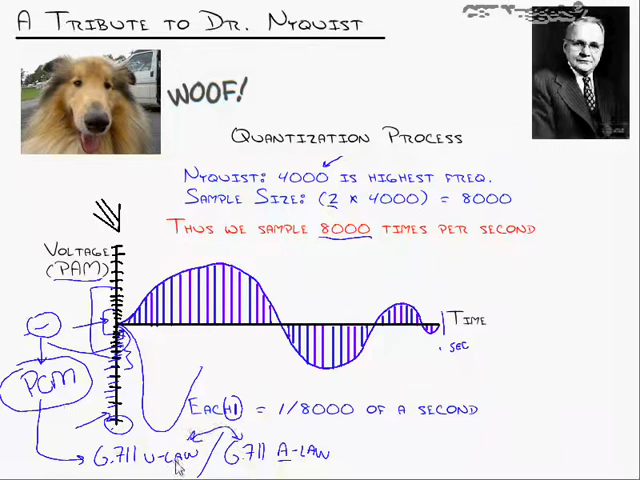 A Tribute to Dr. Nyquist
WOOF!
Quantization Process
Nyquist: 4000 is highest freq.
Sample Size: (2 x 4000) = 8000
Thus we sample 8000 times per second
Voltage
(PAM)
Time
. sec
PCM
Each | = 1/8000 of a second
G.711 u-law / G.711 A-law